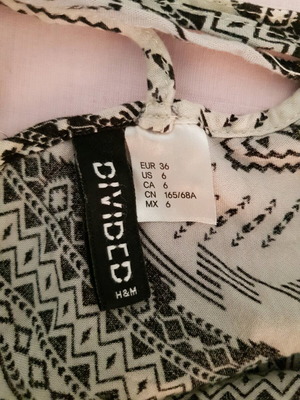 DIVIDED
H&M
EUR 36
US 6
CA 6
CN 165/68A
MX 6